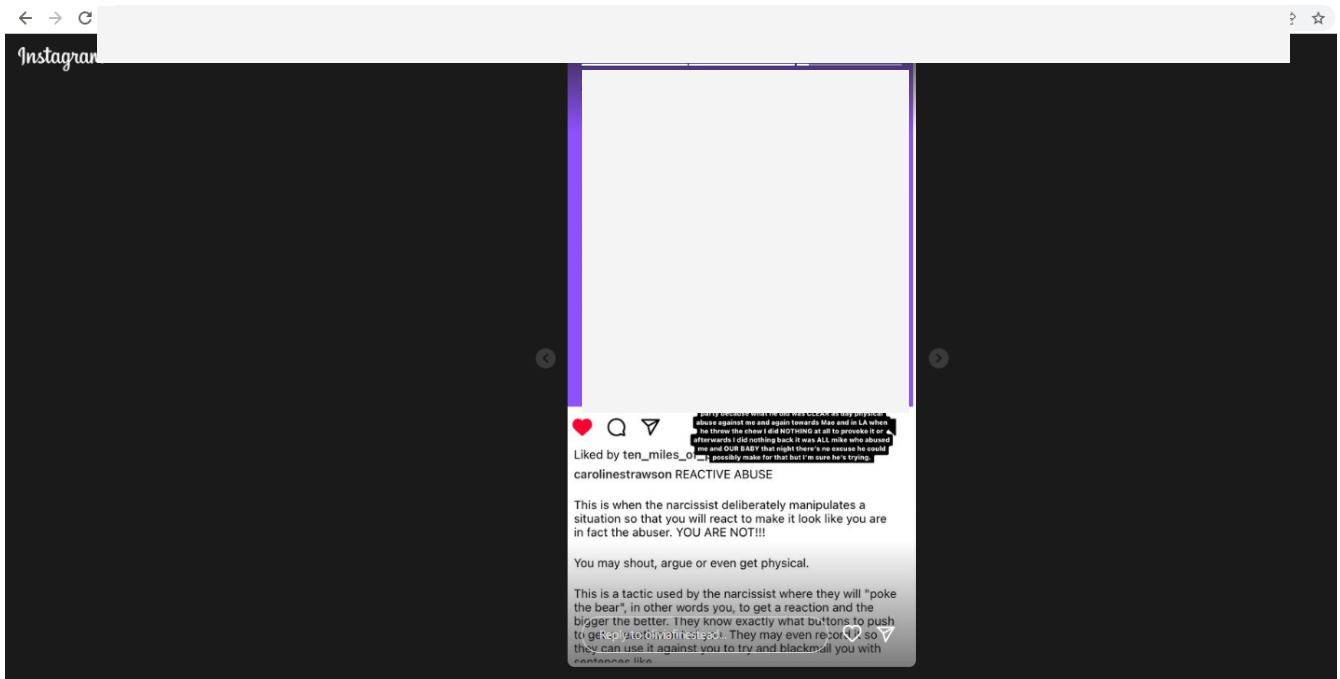 Instagram
party because what he did was CLEAR as day physical
abuse against me and again towards Mae and in LA when
he threw the chew I did NOTHING at all to provoke it or
afterwards I did nothing back it was ALL mike who abused
me and OUR BABY that night there's no excuse he could
possibly make for that but I'm sure he's trying.
Liked by ten_miles_of_
carolinestrawson REACTIVE ABUSE
This is when the narcissist deliberately manipulates a
situation so that you will react to make it look like you are
in fact the abuser. YOU ARE NOT!!!
You may shout, argue or even get physical.
This is a tactic used by the narcissist where they will "poke
the bear", in other words you, to get a reaction and the
bigger the better. They know exactly what buttons to push
to get They may even record it so
Reply to
they can use it against you to try and blackmail you with
sentences like